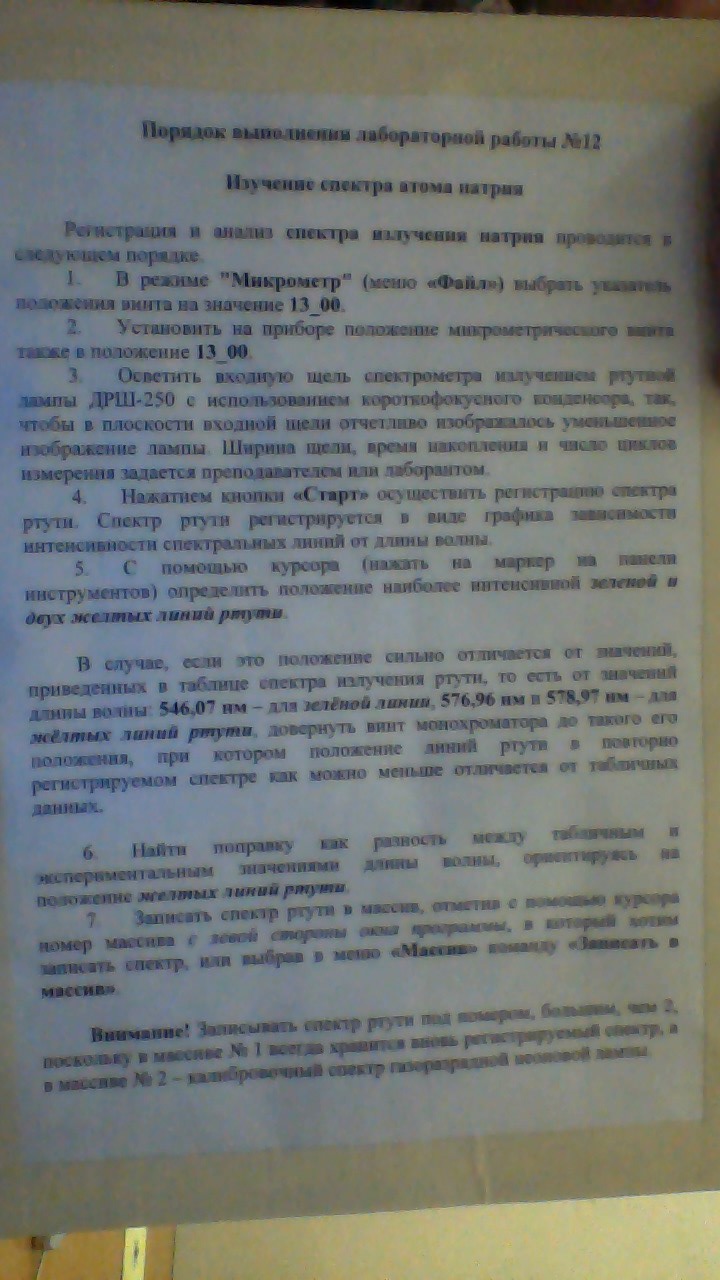 Порядок выполнения лабораторной работы №12
Изучение спектра атома натрия
Регистрация и анализ спектра излучения натрия проводится в
следующем порядке.
1. В режиме "Микрометр" (меню «Файл») выбрать указатель
положения винта на значение 13_00.
2. Установить на приборе положение микрометрического винта
также в положение 13_00.
3. Осветить входную щель спектрометра излучением ртутной
лампы ДРШ-250 с использованием короткофокусного конденсора, так,
чтобы в плоскости входной щели отчетливо изображалось уменьшенное
изображение лампы. Ширина щели, время накопления и число циклов
измерения задается преподавателем или лаборантом.
4. Нажатием кнопки «Старт» осуществить регистрацию спектра
ртути. Спектр ртути регистрируется в виде графика зависимости
интенсивности спектральных линий от длины волны.
5. С помощью курсора (нажать на маркер на панели
инструментов) определить положение наиболее интенсивной зеленой и
двух желтых линий ртути.
В случае, если это положение сильно отличается от значений,
приведенных в таблице спектра излучения ртути, то есть от значений
длины волны: 546,07 нм – для зелёной линии, 576,96 нм и 578,97 нм – для
жёлтых линий ртути, довернуть винт монохроматора до такого его
положения, при котором положение линий ртути в повторно
регистрируемом спектре как можно меньше отличается от табличных
данных.
6. Найти поправку как разность между табличным и
экспериментальным значениями длины волны, ориентируясь на
положение желтых линий ртути.
7. Записать спектр ртути в массив, отметив с помощью курсора
номер массива с левой стороны окна программы, в который хотим
записать спектр, или выбрав в меню «Массив» команду «Записать в
массив».
Внимание! Записывать спектр ртути под номером, большим, чем 2,
поскольку в массиве № 1 всегда хранится вновь регистрируемый спектр, а
в массиве № 2 – калибровочный спектр газоразрядной неоновой лампы.